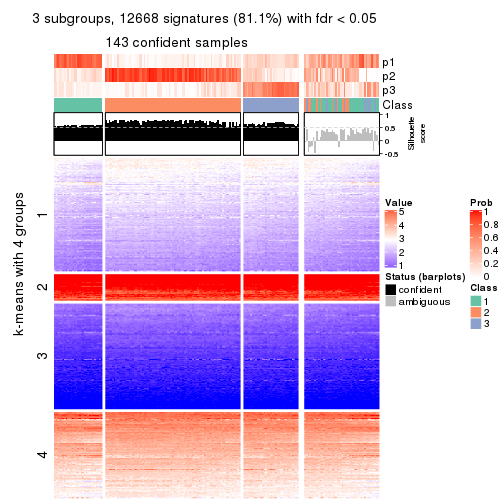 3 subgroups, 12668 signatures (81.1%) with fdr < 0.05
143 confident samples
p1
p2
p3
Class
1
0.5
0
-0.5
Silhouette
score
k-means with 4 groups
1
2
3
4
Value
5
4
3
2
1
Status (barplots)
confident
ambiguous
Prob
1
0.8
0.6
0.4
0.2
0
Class
1
2
3